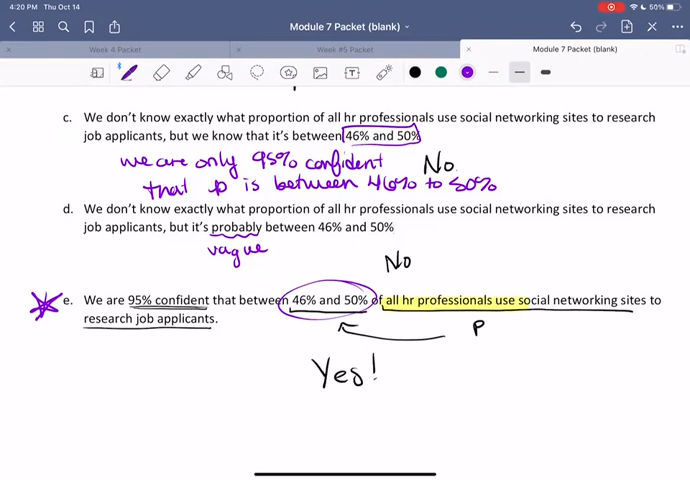 4:20 PM Thu Oct 14
50%
Module 7 Packet (blank)
Week 4 Packet
Week #5 Packet
Module 7 Packet (blank)
c. We don't know exactly what proportion of all hr professionals use social networking sites to research
job applicants, but we know that it's between 46% and 50%
we are only 95% confident No.
that p is between 46% to 50%
d. We don't know exactly what proportion of all hr professionals use social networking sites to research
job applicants, but it's probably between 46% and 50%
vague
No
e. We are 95% confident that between 46% and 50% of all hr professionals use social networking sites to
research job applicants.
P
Yes!